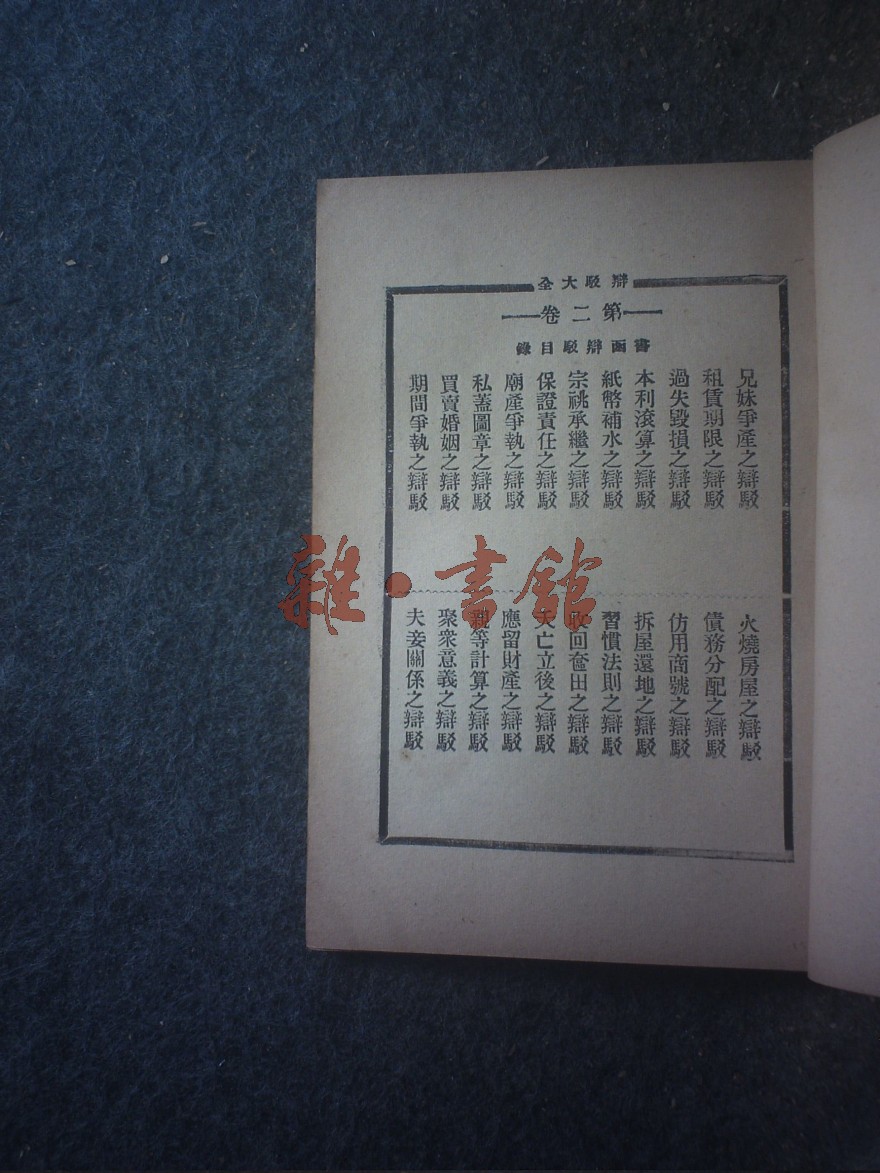 辯駁大全
第二卷
書面辯駁目錄
兄妹爭產之辯駁
租賃期限之辯駁
過失毀損之辯駁
本利滾算之辯駁
紙幣補水之辯駁
宗祧承繼之辯駁
保證責任之辯駁
廟產爭執之辯駁
私蓋圖章之辯駁
買賣婚姻之辯駁
期間爭執之辯駁
火燒房屋之辯駁
債務分配之辯駁
仿用商號之辯駁
拆屋還地之辯駁
習慣法則之辯駁
收回奩田之辯駁
夭亡立後之辯駁
應留財產之辯駁
親等計算之辯駁
聚衆意義之辯駁
夫妾關係之辯駁
雜·書館